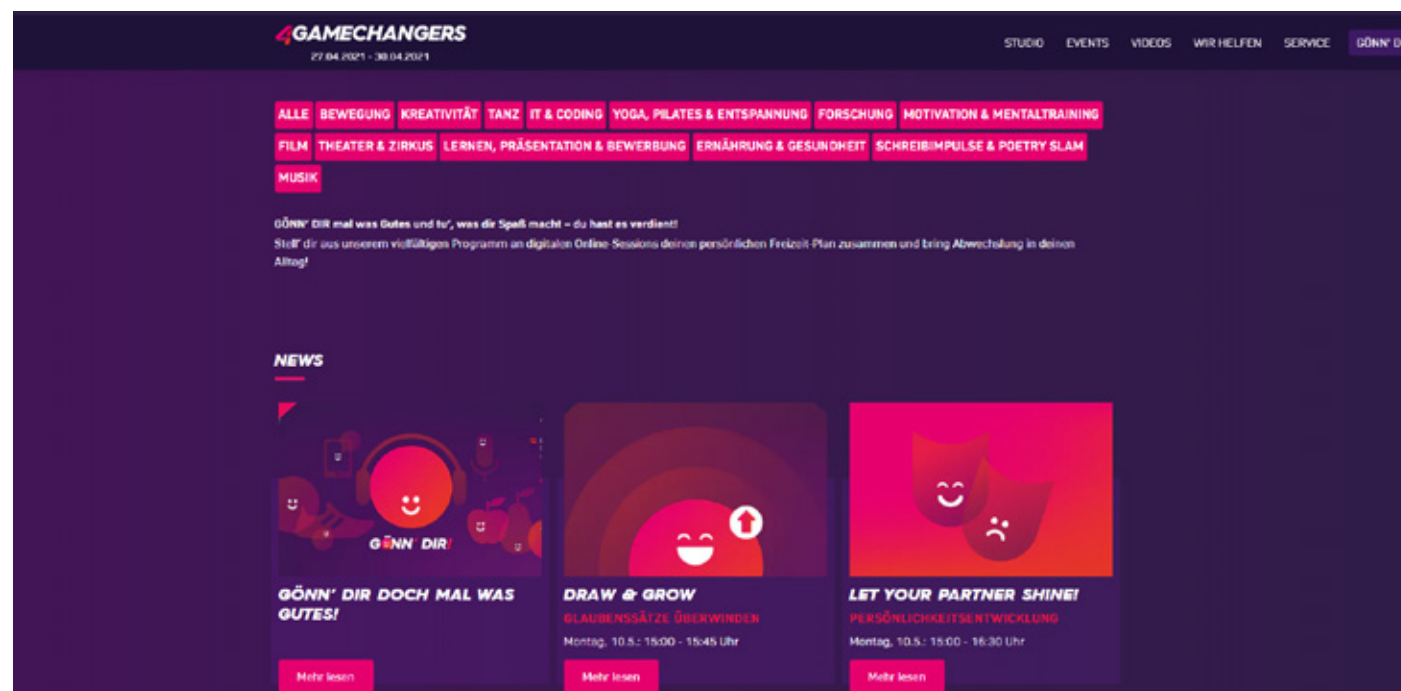 4GAMECHANGERS
27.04.2021 - 30.04.2021
STUDIO EVENTS VIDEOS WIR HELFEN SERVICE GÖNN' D
ALLE BEWEGUNG KREATIVITÄT TANZ IT & CODING YOGA, PILATES & ENTSPANNUNG FORSCHUNG MOTIVATION & MENTALTRAINING
FILM THEATER & ZIRKUS LERNEN, PRÄSENTATION & BEWERBUNG ERNÄHRUNG & GESUNDHEIT SCHREIBIMPULSE & POETRY SLAM
MUSIK
GÖNN' DIR mal was Gutes und tu', was dir Spaß macht – du hast es verdient!
Stell' dir aus unserem vielfältigen Programm an digitalen Online-Sessions deinen persönlichen Freizeit-Plan zusammen und bring Abwechslung in deinen
Alltag!
NEWS
GÖNN' DIR!
GÖNN' DIR DOCH MAL WAS
GUTES!
Mehr lesen
DRAW & GROW
GLAUBENSSÄTZE ÜBERWINDEN
Montag, 10.5.: 15:00 - 15:45 Uhr
Mehr lesen
LET YOUR PARTNER SHINE!
PERSÖNLICHKEITSENTWICKLUNG
Montag, 10.5.: 15:00 - 16:30 Uhr
Mehr lesen